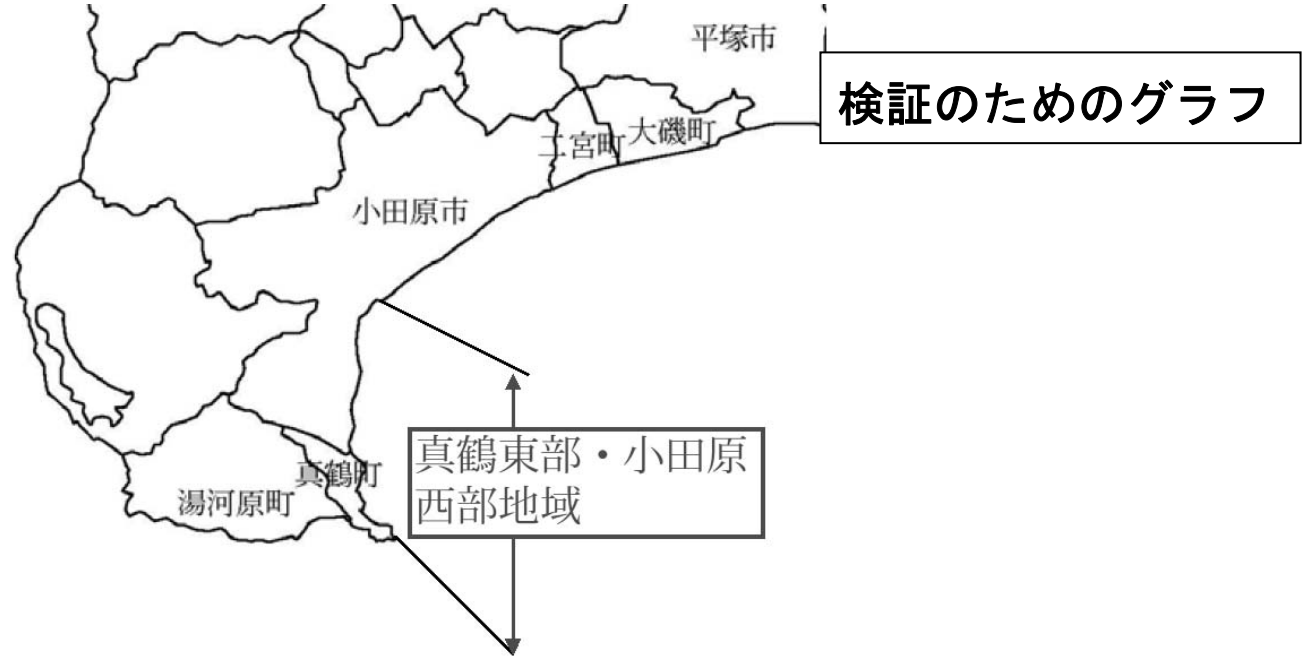 平塚市
検証のためのグラフ
二宮町
大磯町
小田原市
真鶴東部・小田原
西部地域
真鶴町
湯河原町